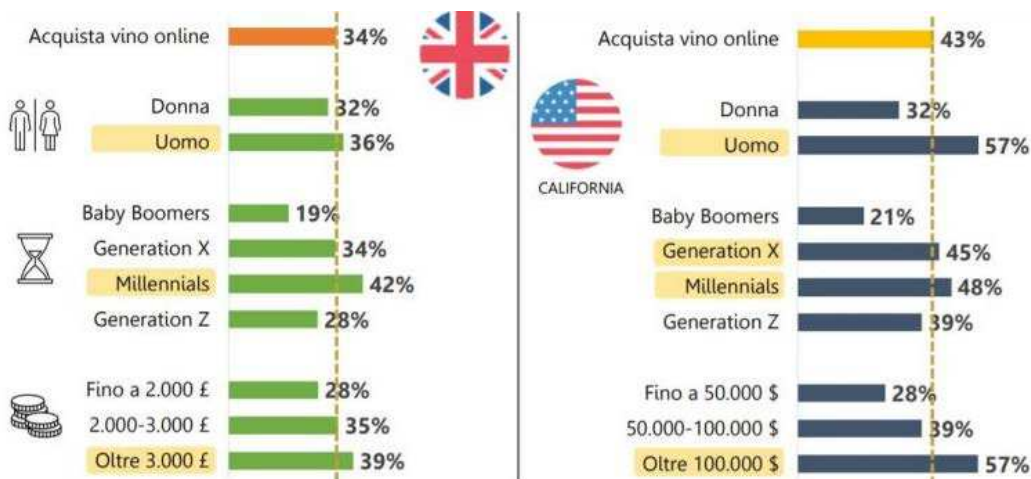 Acquista vino online 34%
Donna 32%
Uomo 36%
Baby Boomers 19%
Generation X 34%
Millennials 42%
Generation Z 28%
Fino a 2.000 £ 28%
2.000-3.000 £ 35%
Oltre 3.000 £ 39%
CALIFORNIA
Acquista vino online 43%
Donna 32%
Uomo 57%
Baby Boomers 21%
Generation X 45%
Millennials 48%
Generation Z 39%
Fino a 50.000 $ 28%
50.000-100.000 $ 39%
Oltre 100.000 $ 57%